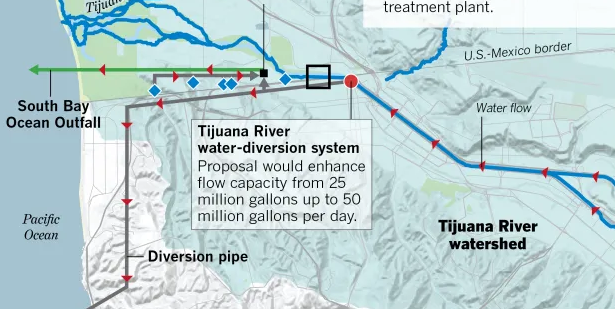 Tijuan
treatment plant.
U.S.-Mexico border
South Bay
Ocean Outfall
Water flow
Tijuana River
water-diversion system
Proposal would enhance
flow capacity from 25
million gallons up to 50
million gallons per day.
Pacific
Ocean
Tijuana River
watershed
Diversion pipe